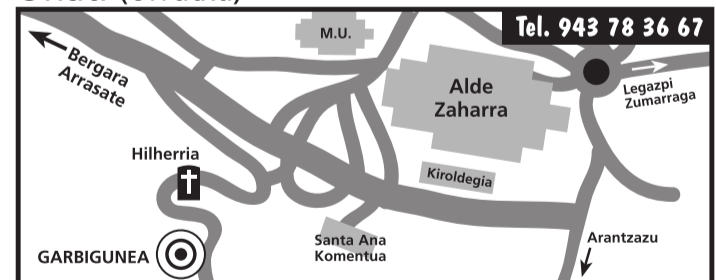 Tel. 943 78 36 67
M.U.
Bergara
Arrasate
Alde
Zaharra
Legazpi
Zumarraga
Hilherria
Kiroldegia
Santa Ana
Komentua
Arantzazu
GARBIGUNEA